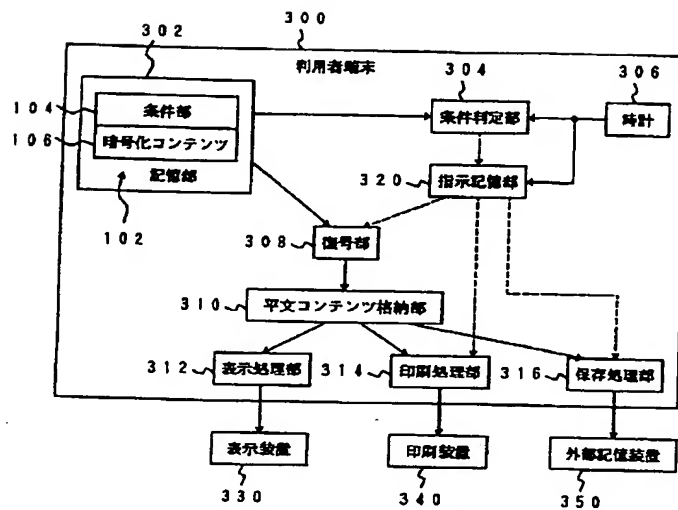 300
302
利用者端末
304
306
104
条件部
条件判定部
時計
106
暗号化コンテンツ
記憶部
320
指示記憶部
102
308
復号部
310
平文コンテンツ格納部
312
表示処理部
314
印刷処理部
316
保存処理部
表示装置
印刷装置
外部記憶装置
330
340
350